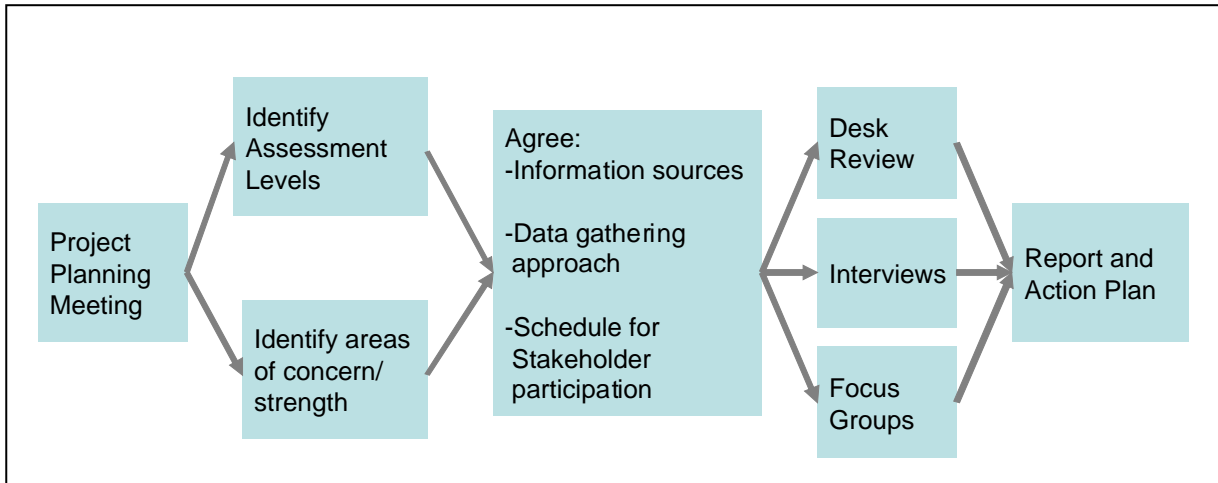 Project
Planning
Meeting
Identify
Assessment
Levels
Identify areas
of concern/
strength
Agree:
-Information sources
-Data gathering
approach
-Schedule for
Stakeholder
participation
Desk
Review
Interviews
Focus
Groups
Report and
Action Plan